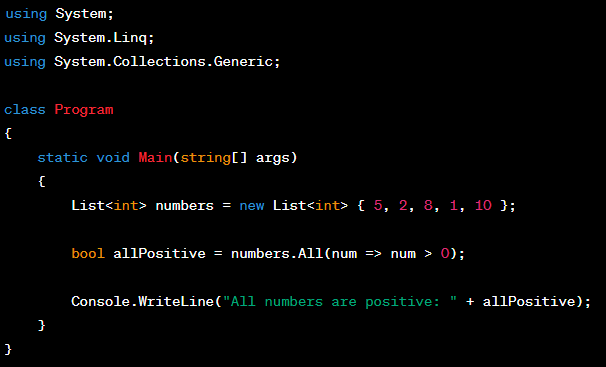 using System;
using System.Linq;
using System.Collections.Generic;

class Program
{
    static void Main(string[] args)
    {
        List<int> numbers = new List<int> { 5, 2, 8, 1, 10 };

        bool allPositive = numbers.All(num => num > 0);

        Console.WriteLine("All numbers are positive: " + allPositive);
    }
}